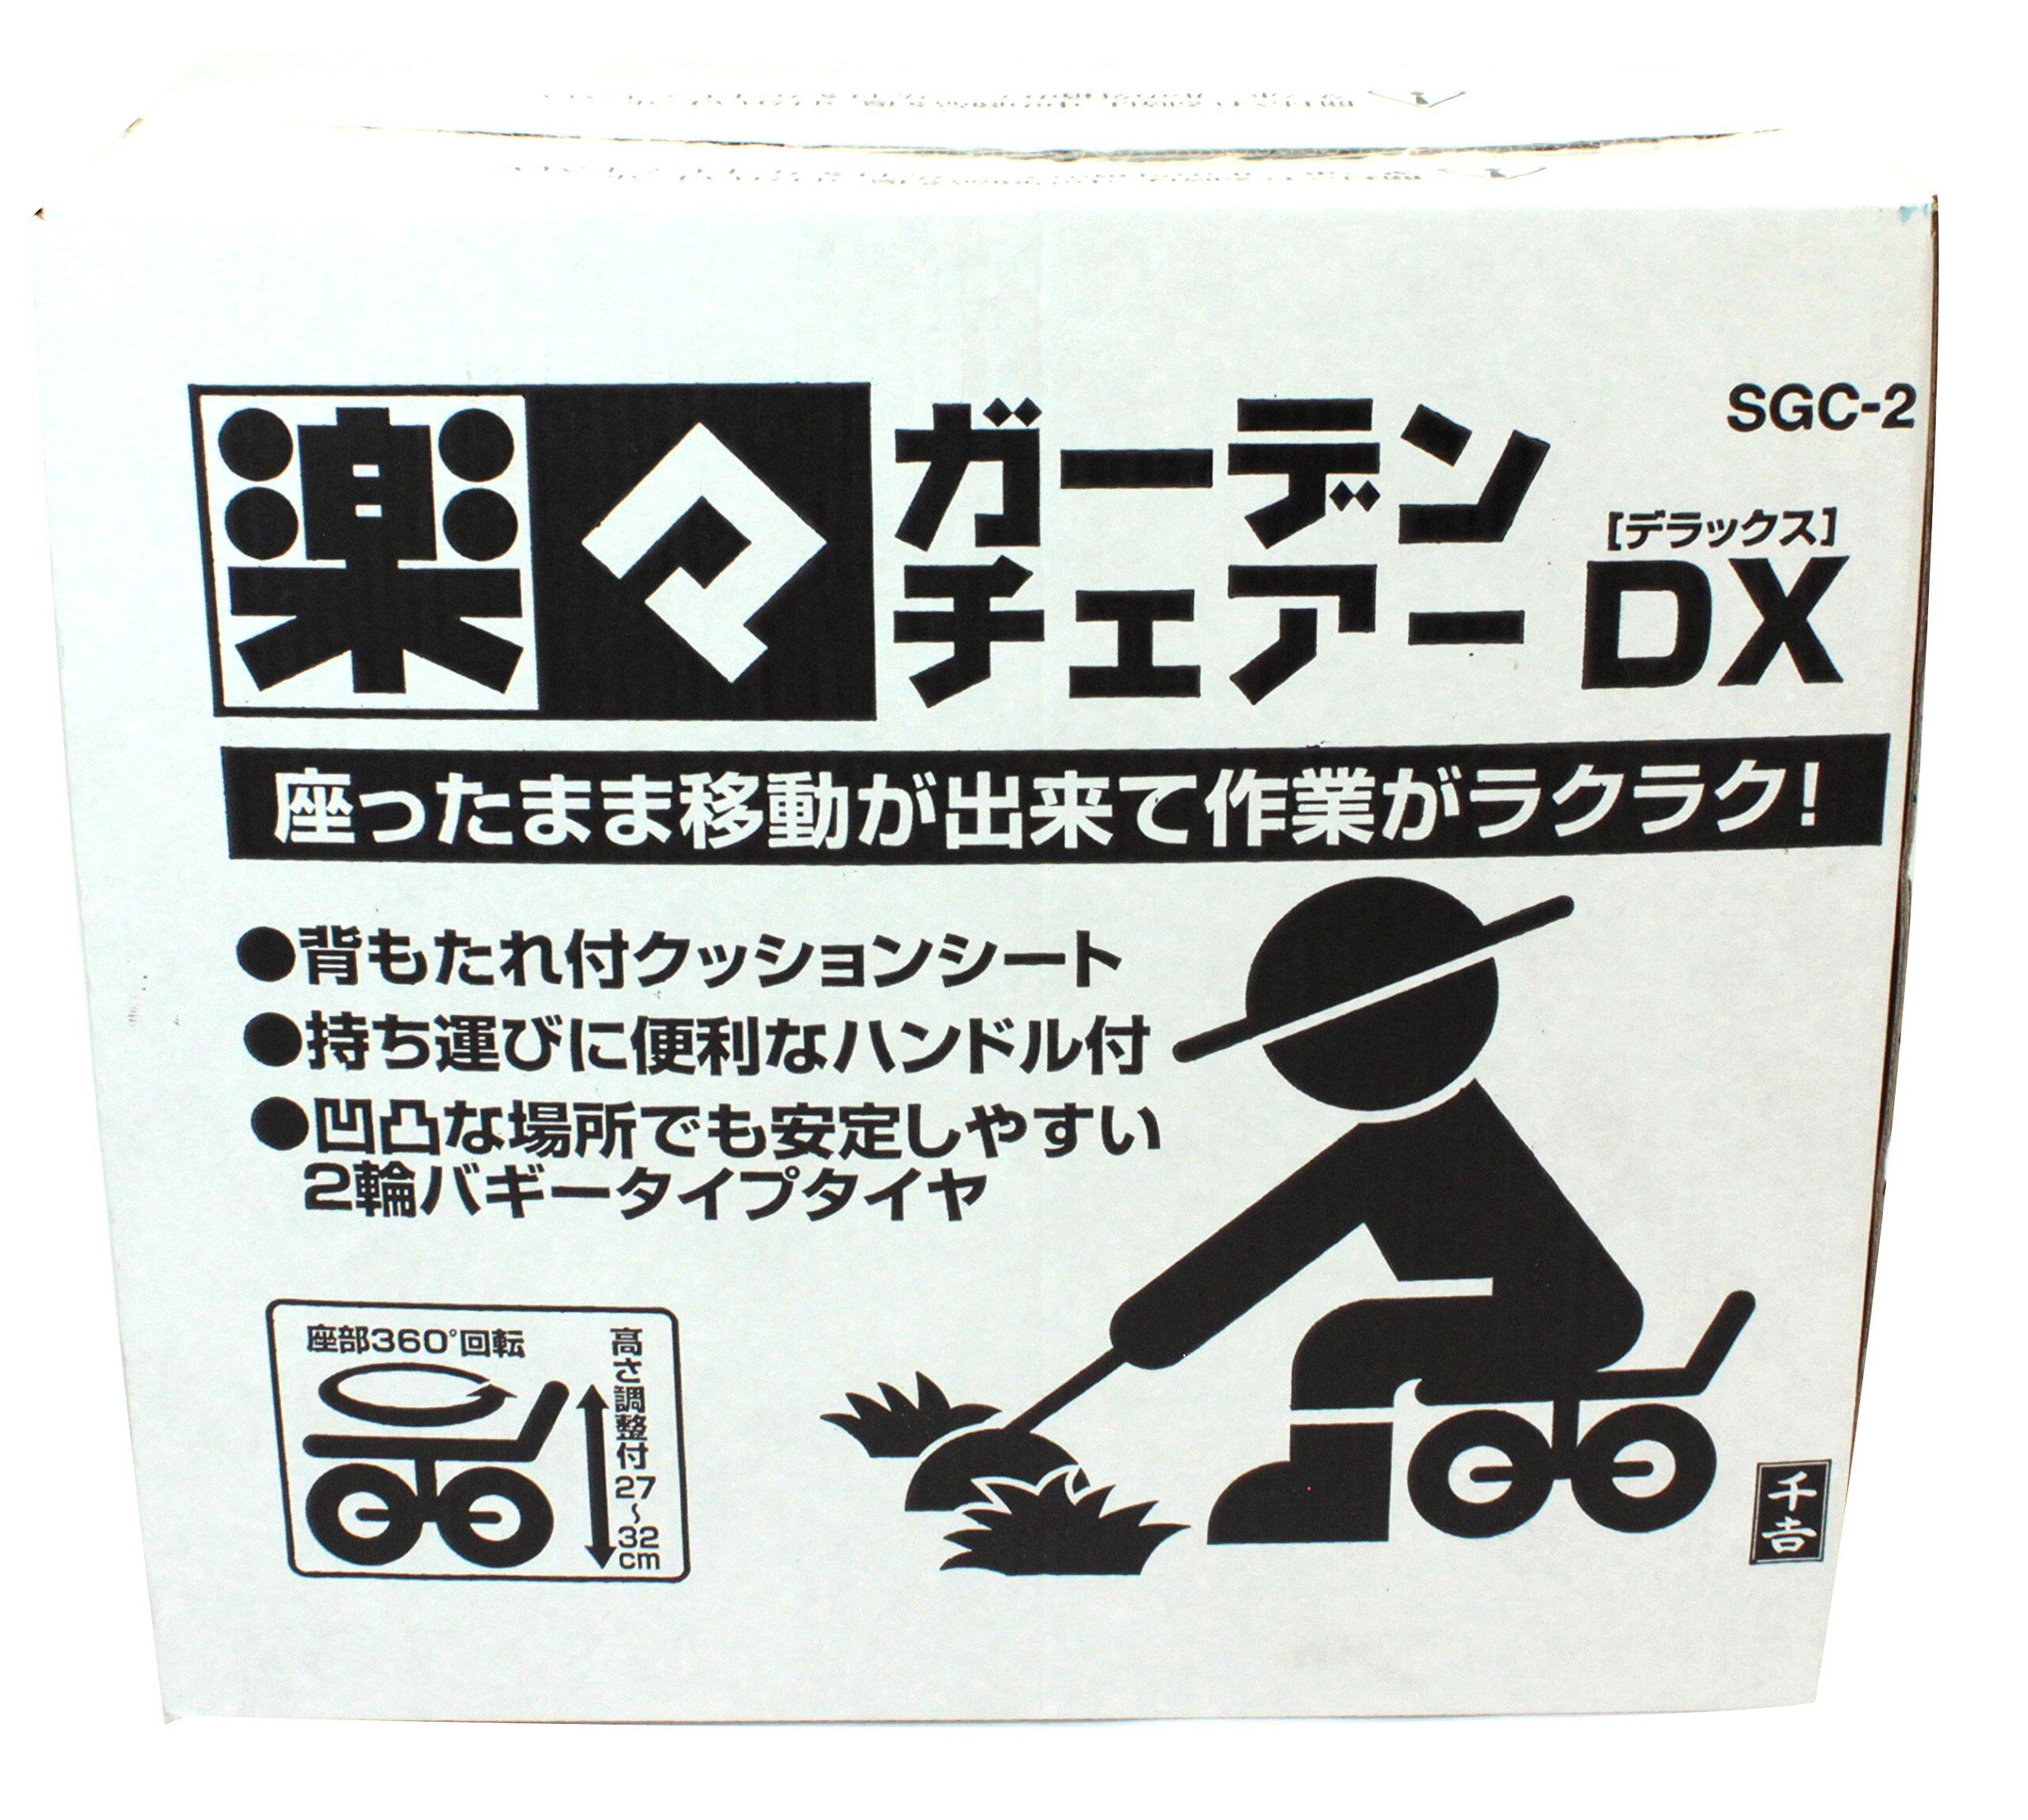 SGC-2
楽々
ガーデン
チェアー
[デラックス]
DX
座ったまま移動が出来て作業がラクラク!
●背もたれ付クッションシート
●持ち運びに便利なハンドル付
●凹凸な場所でも安定しやすい
2輪バギータイプタイヤ
座部360°回転
高さ調整付27〜32cm
千吉